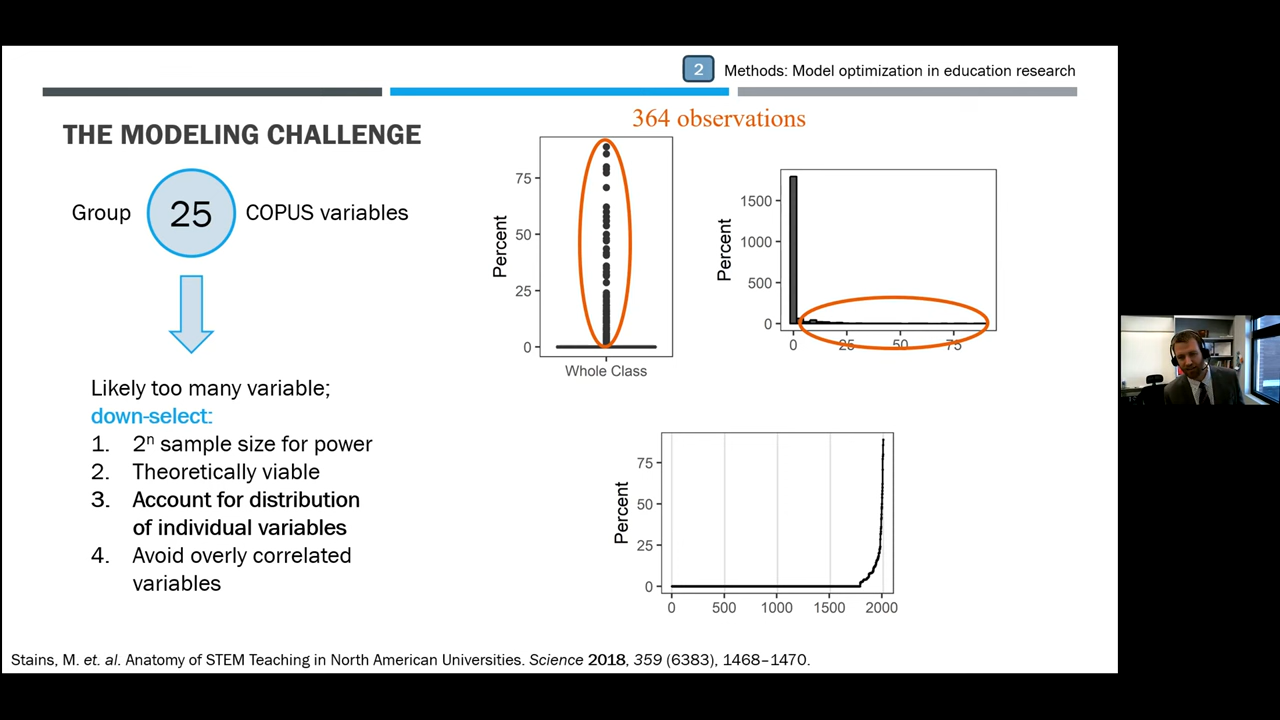 2 Methods: Model optimization in education research
THE MODELING CHALLENGE
364 observations
Group 25 COPUS variables
Likely too many variable;
down-select:
1. 2ⁿ sample size for power
2. Theoretically viable
3. Account for distribution
of individual variables
4. Avoid overly correlated
variables
Percent
75
50
25
0
Whole Class
Percent
1500
1000
500
0
0 25 50 75
Percent
75
50
25
0
0 500 1000 1500 2000
Stains, M. et. al. Anatomy of STEM Teaching in North American Universities. Science 2018, 359 (6383), 1468–1470.